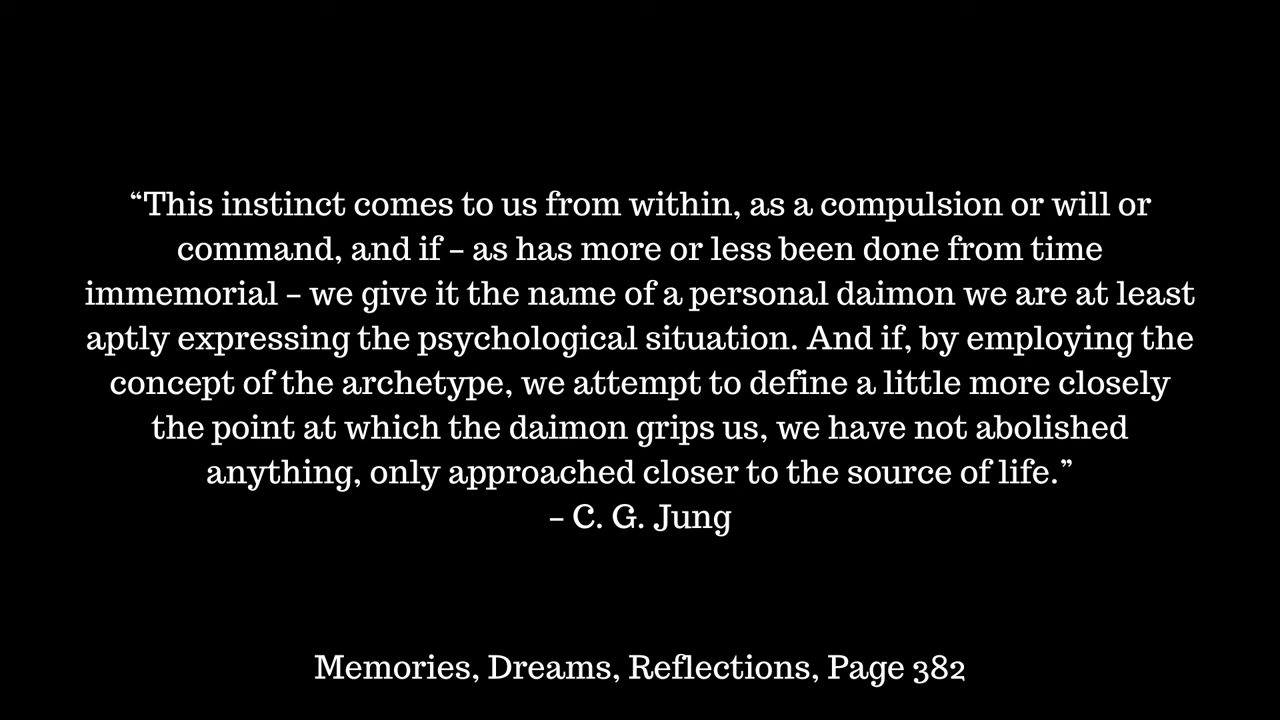 “This instinct comes to us from within, as a compulsion or will or
command, and if – as has more or less been done from time
immemorial – we give it the name of a personal daimon we are at least
aptly expressing the psychological situation. And if, by employing the
concept of the archetype, we attempt to define a little more closely
the point at which the daimon grips us, we have not abolished
anything, only approached closer to the source of life.”
– C. G. Jung
Memories, Dreams, Reflections, Page 382